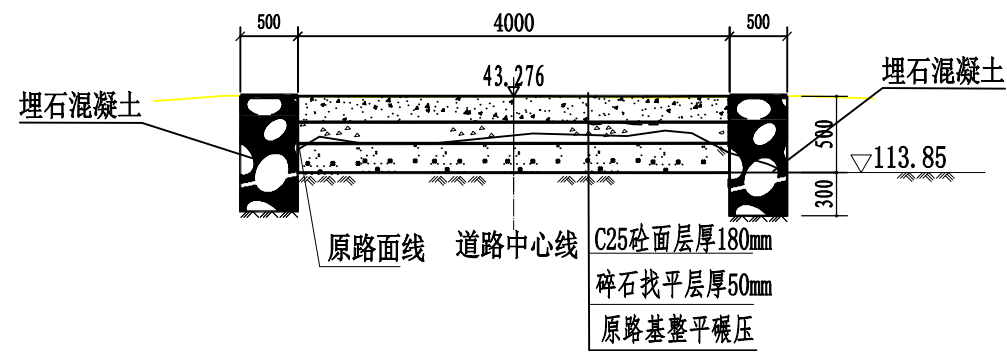 500
4000
500
43.276
埋石混凝土
埋石混凝土
500
113.85
300
原路面线
道路中心线
C25砼面层厚180mm
碎石找平层厚50mm
原路基整平碾压